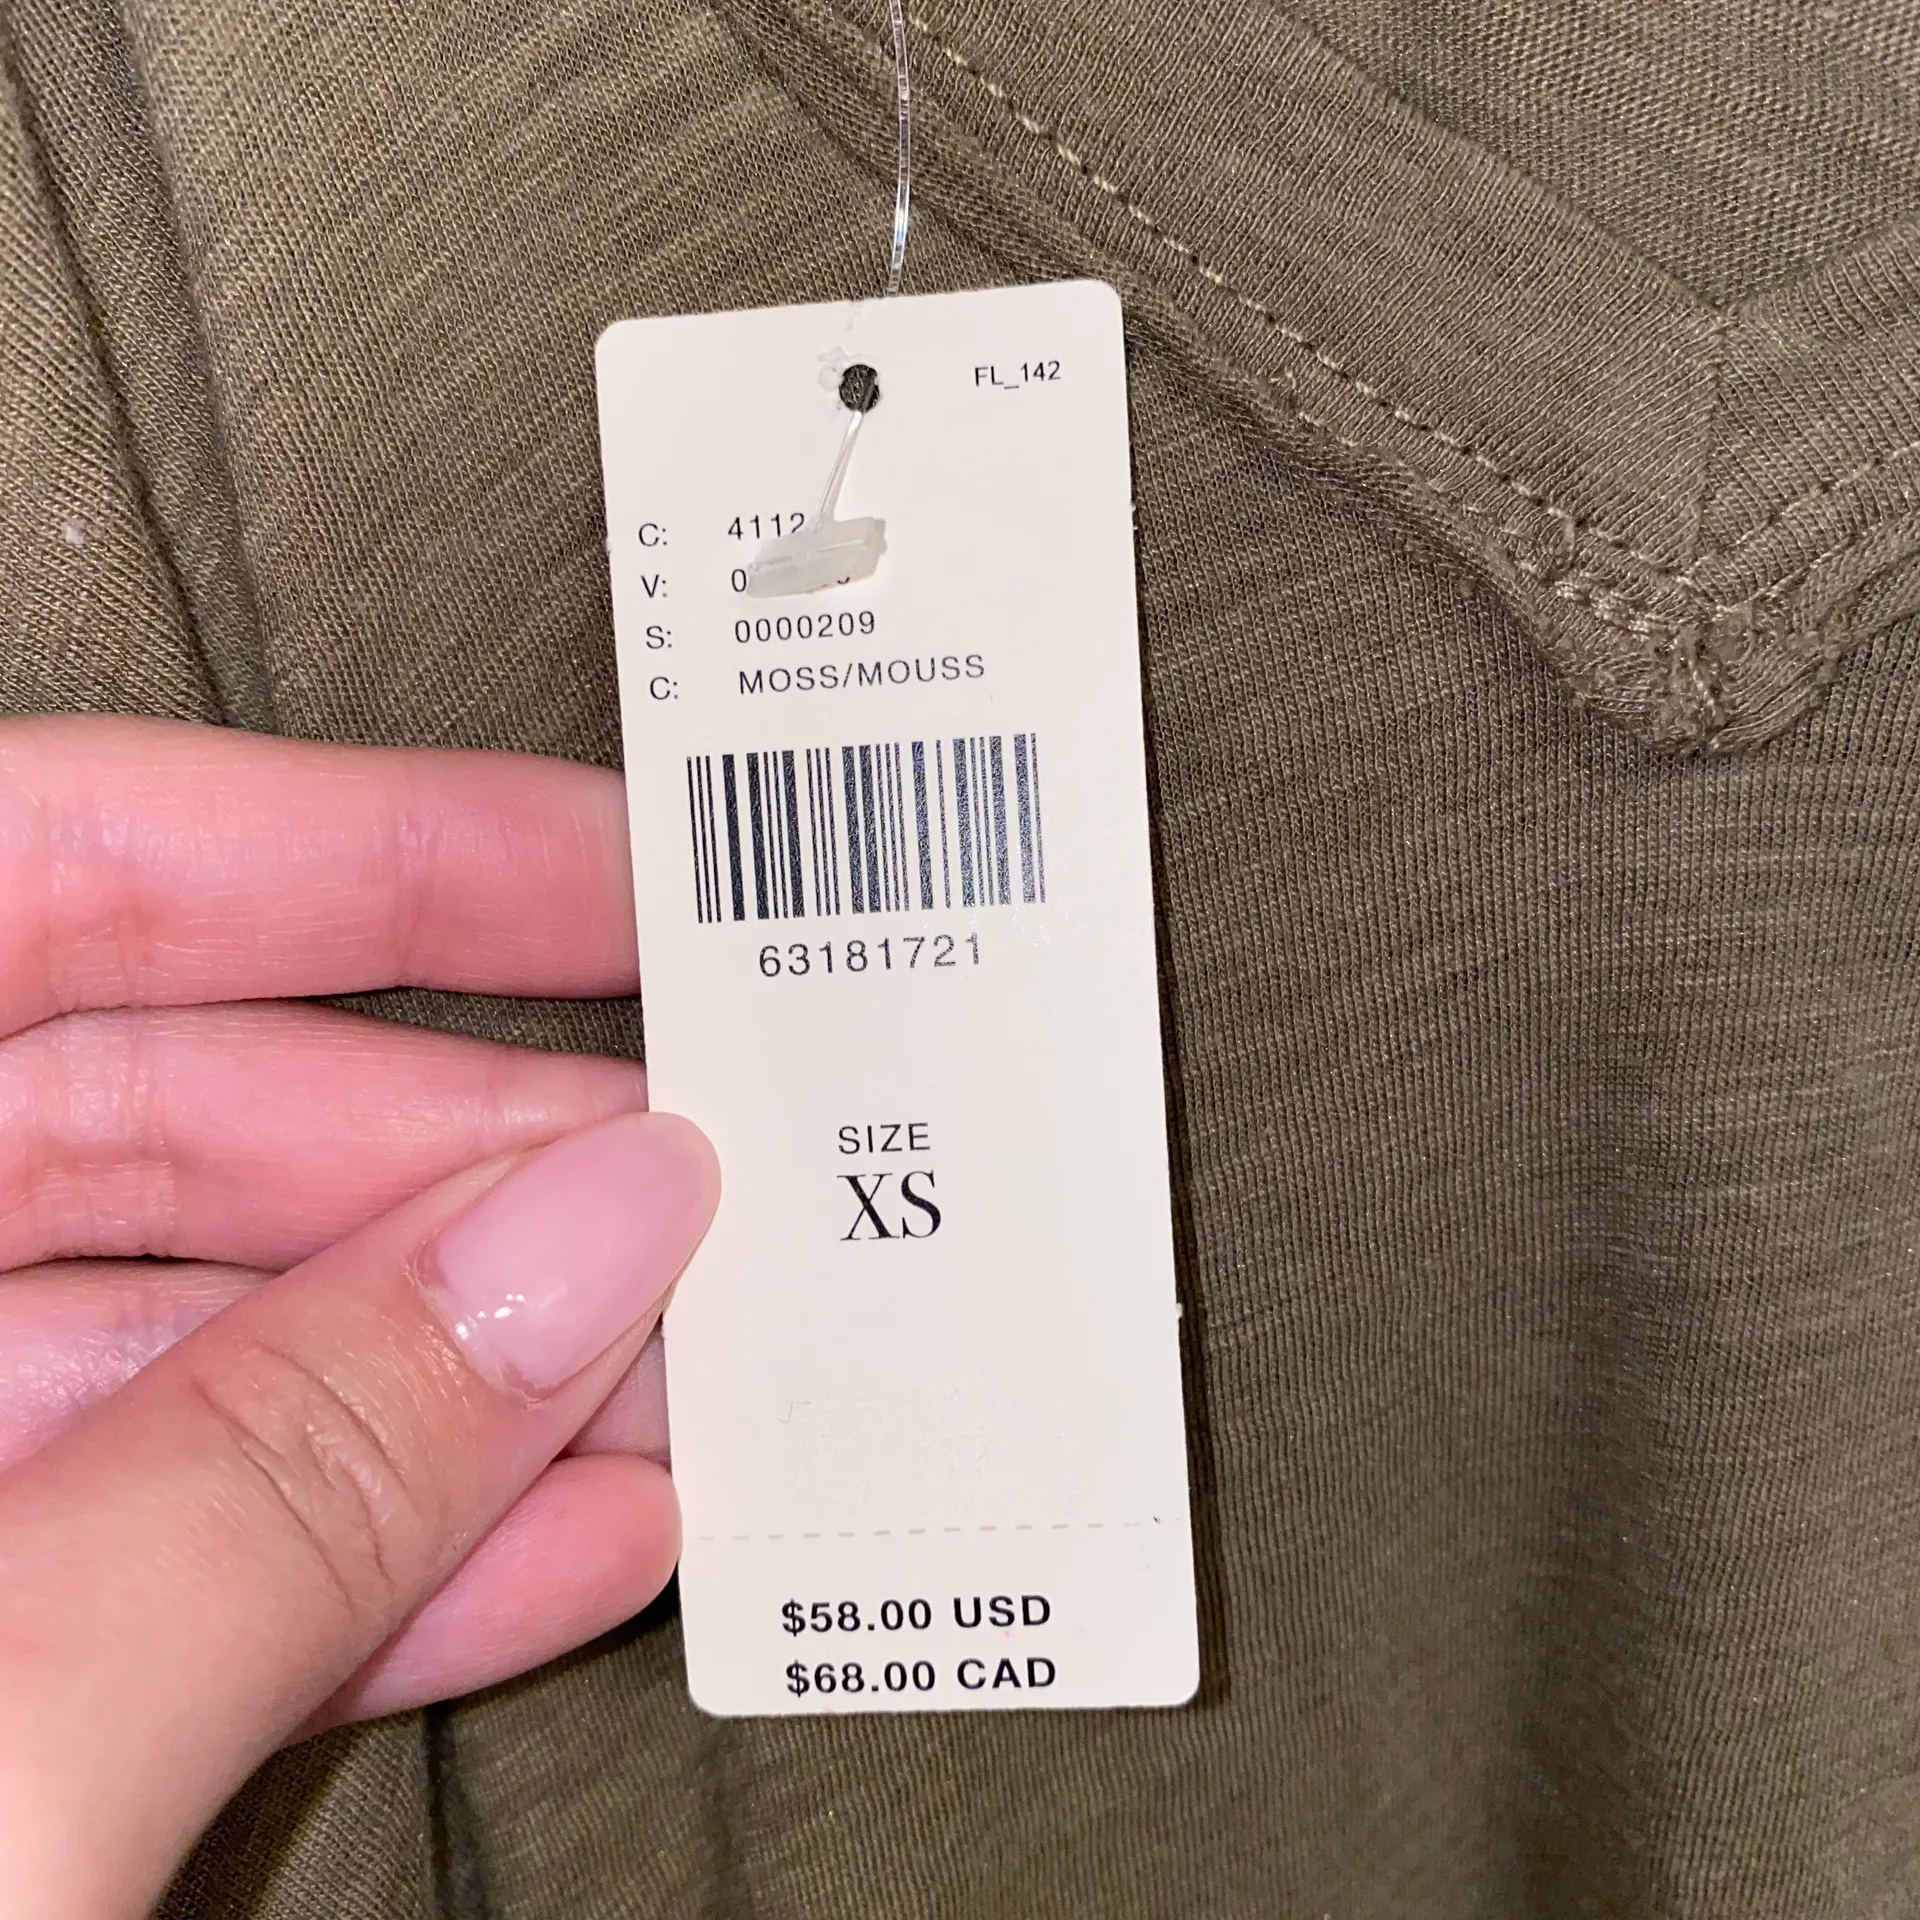 FL_142
C: 4112
V:
S: 0000209
C: MOSS/MOUSS
63181721
SIZE
XS
$58.00 USD
$68.00 CAD